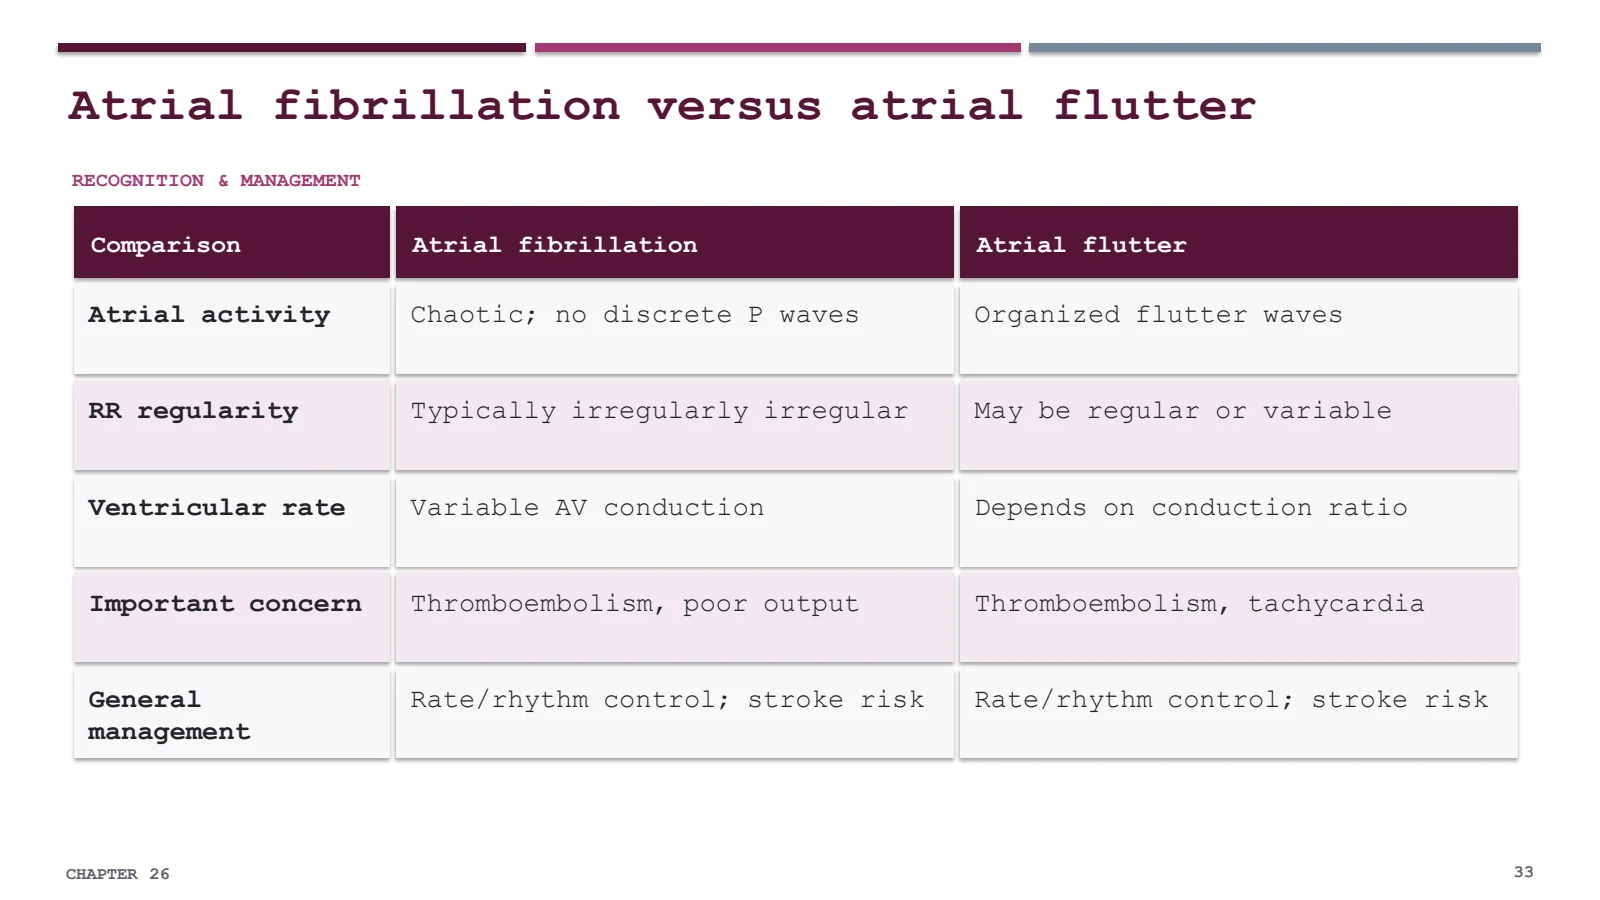 Atrial fibrillation versus atrial flutter
RECOGNITION & MANAGEMENT
Comparison
Atrial fibrillation
Atrial flutter
Atrial activity
Chaotic; no discrete P waves
Organized flutter waves
RR regularity
Typically irregularly irregular
May be regular or variable
Ventricular rate
Variable AV conduction
Depends on conduction ratio
Important concern
Thromboembolism, poor output
Thromboembolism, tachycardia
General
management
Rate/rhythm control; stroke risk
Rate/rhythm control; stroke risk
CHAPTER 26
33